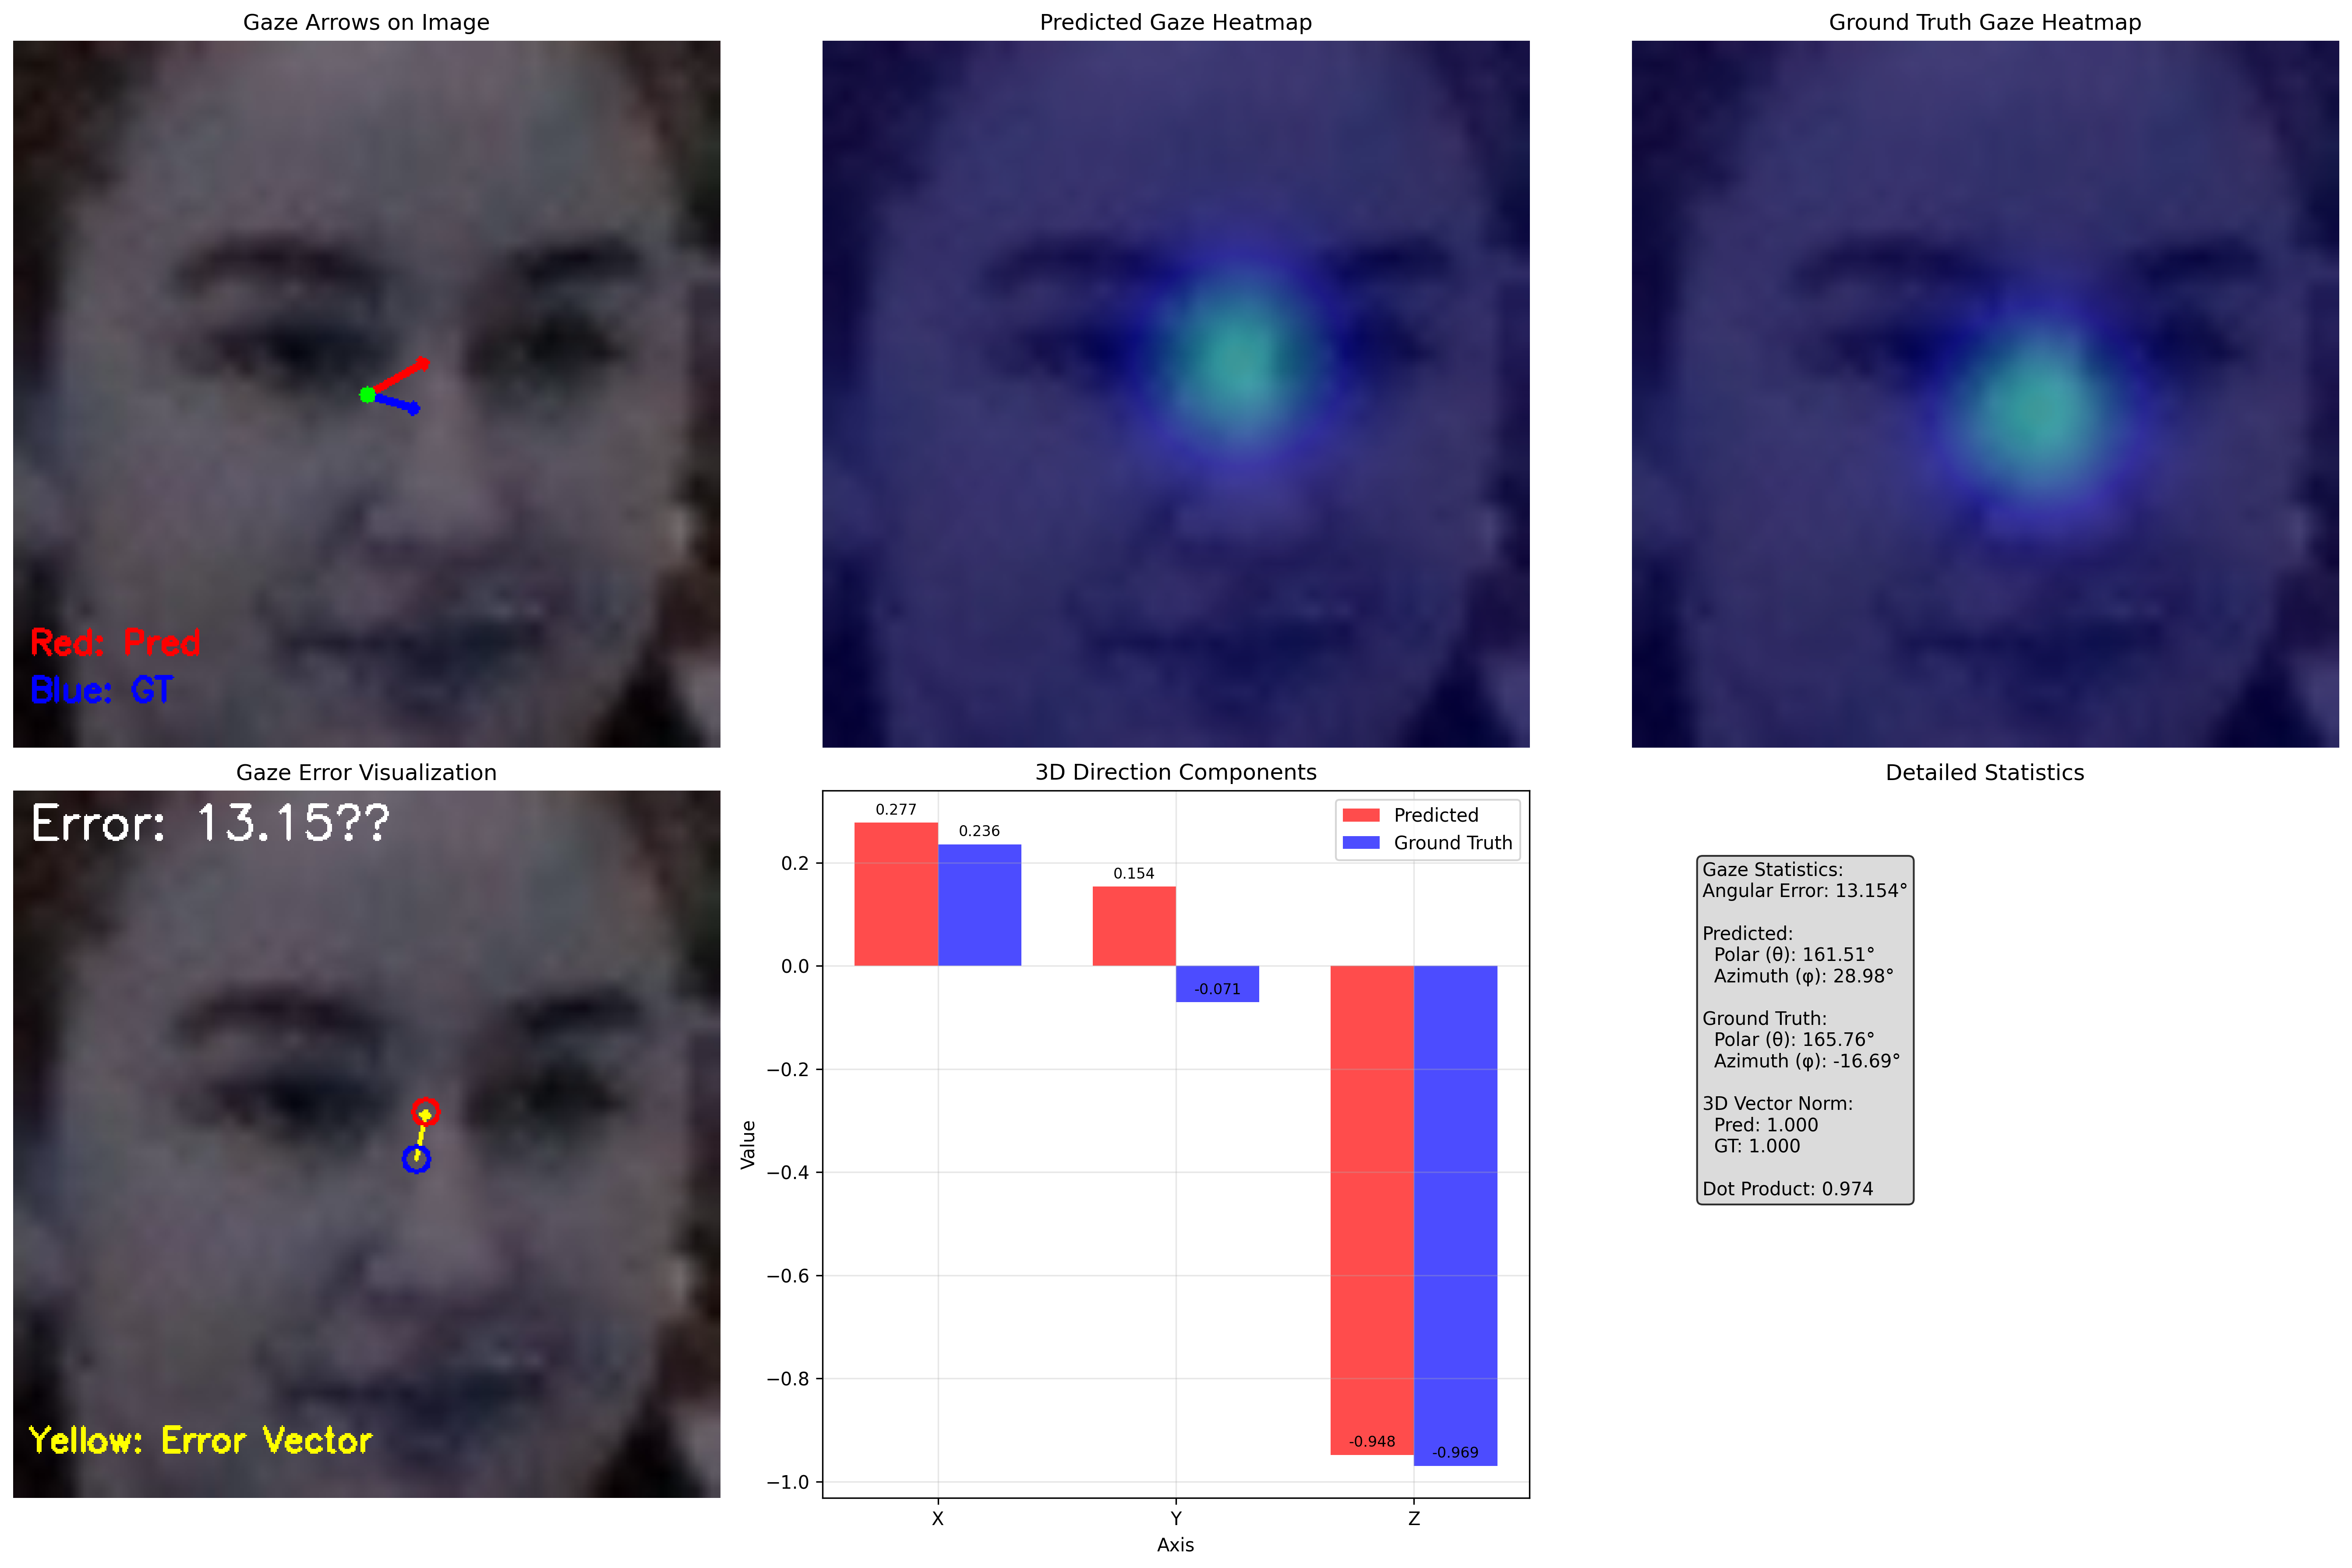 Gaze Arrows on Image
Red: Pred
Blue: GT
Predicted Gaze Heatmap
Ground Truth Gaze Heatmap
Gaze Error Visualization
Error: 13.15??
Yellow: Error Vector
3D Direction Components
Predicted
Ground Truth
0.277
0.236
0.154
-0.071
-0.948
-0.969
0.2
0.0
−0.2
−0.4
−0.6
−0.8
−1.0
Value
X Y Z
Axis
Detailed Statistics
Gaze Statistics:
Angular Error: 13.154°
Predicted:
Polar (θ): 161.51°
Azimuth (φ): 28.98°
Ground Truth:
Polar (θ): 165.76°
Azimuth (φ): -16.69°
3D Vector Norm:
Pred: 1.000
GT: 1.000
Dot Product: 0.974